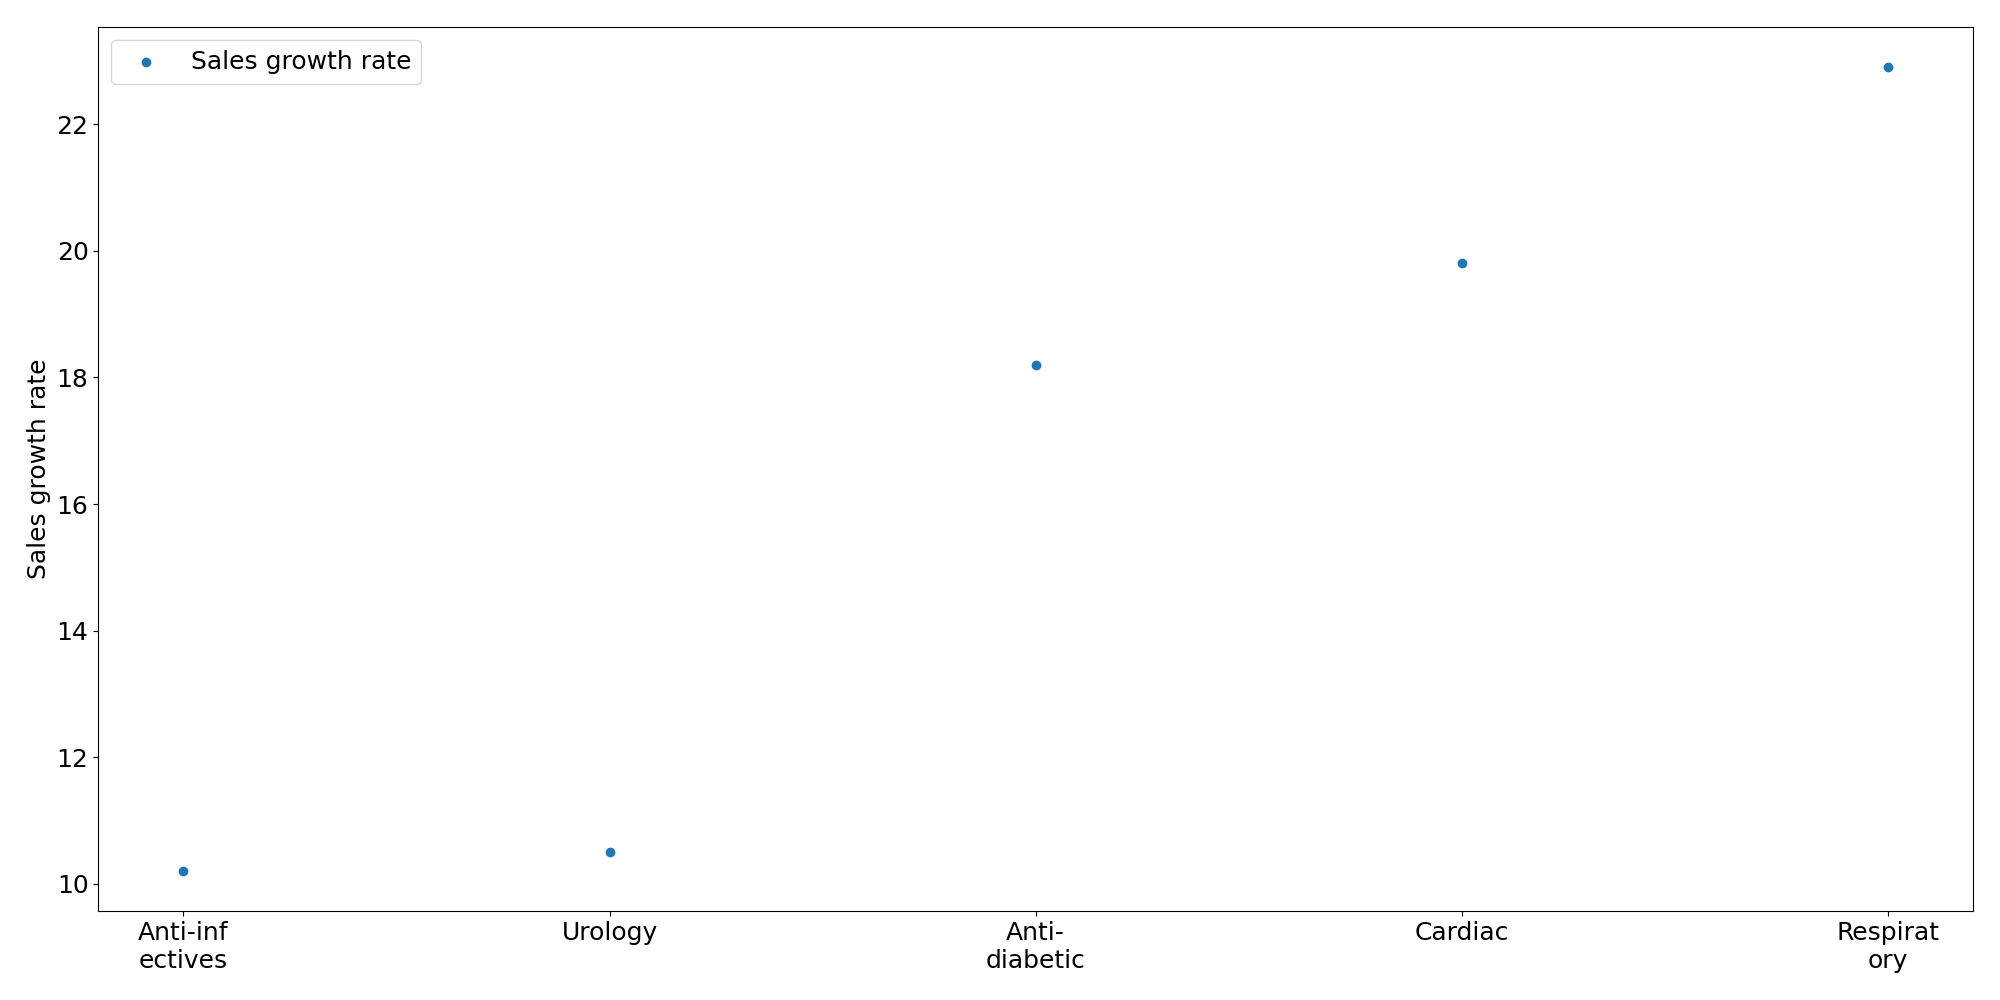 Sales growth rate
22
20
18
16
14
12
10
Sales growth rate
Anti-inf
ectives
Urology
Anti-
diabetic
Cardiac
Respirat
ory